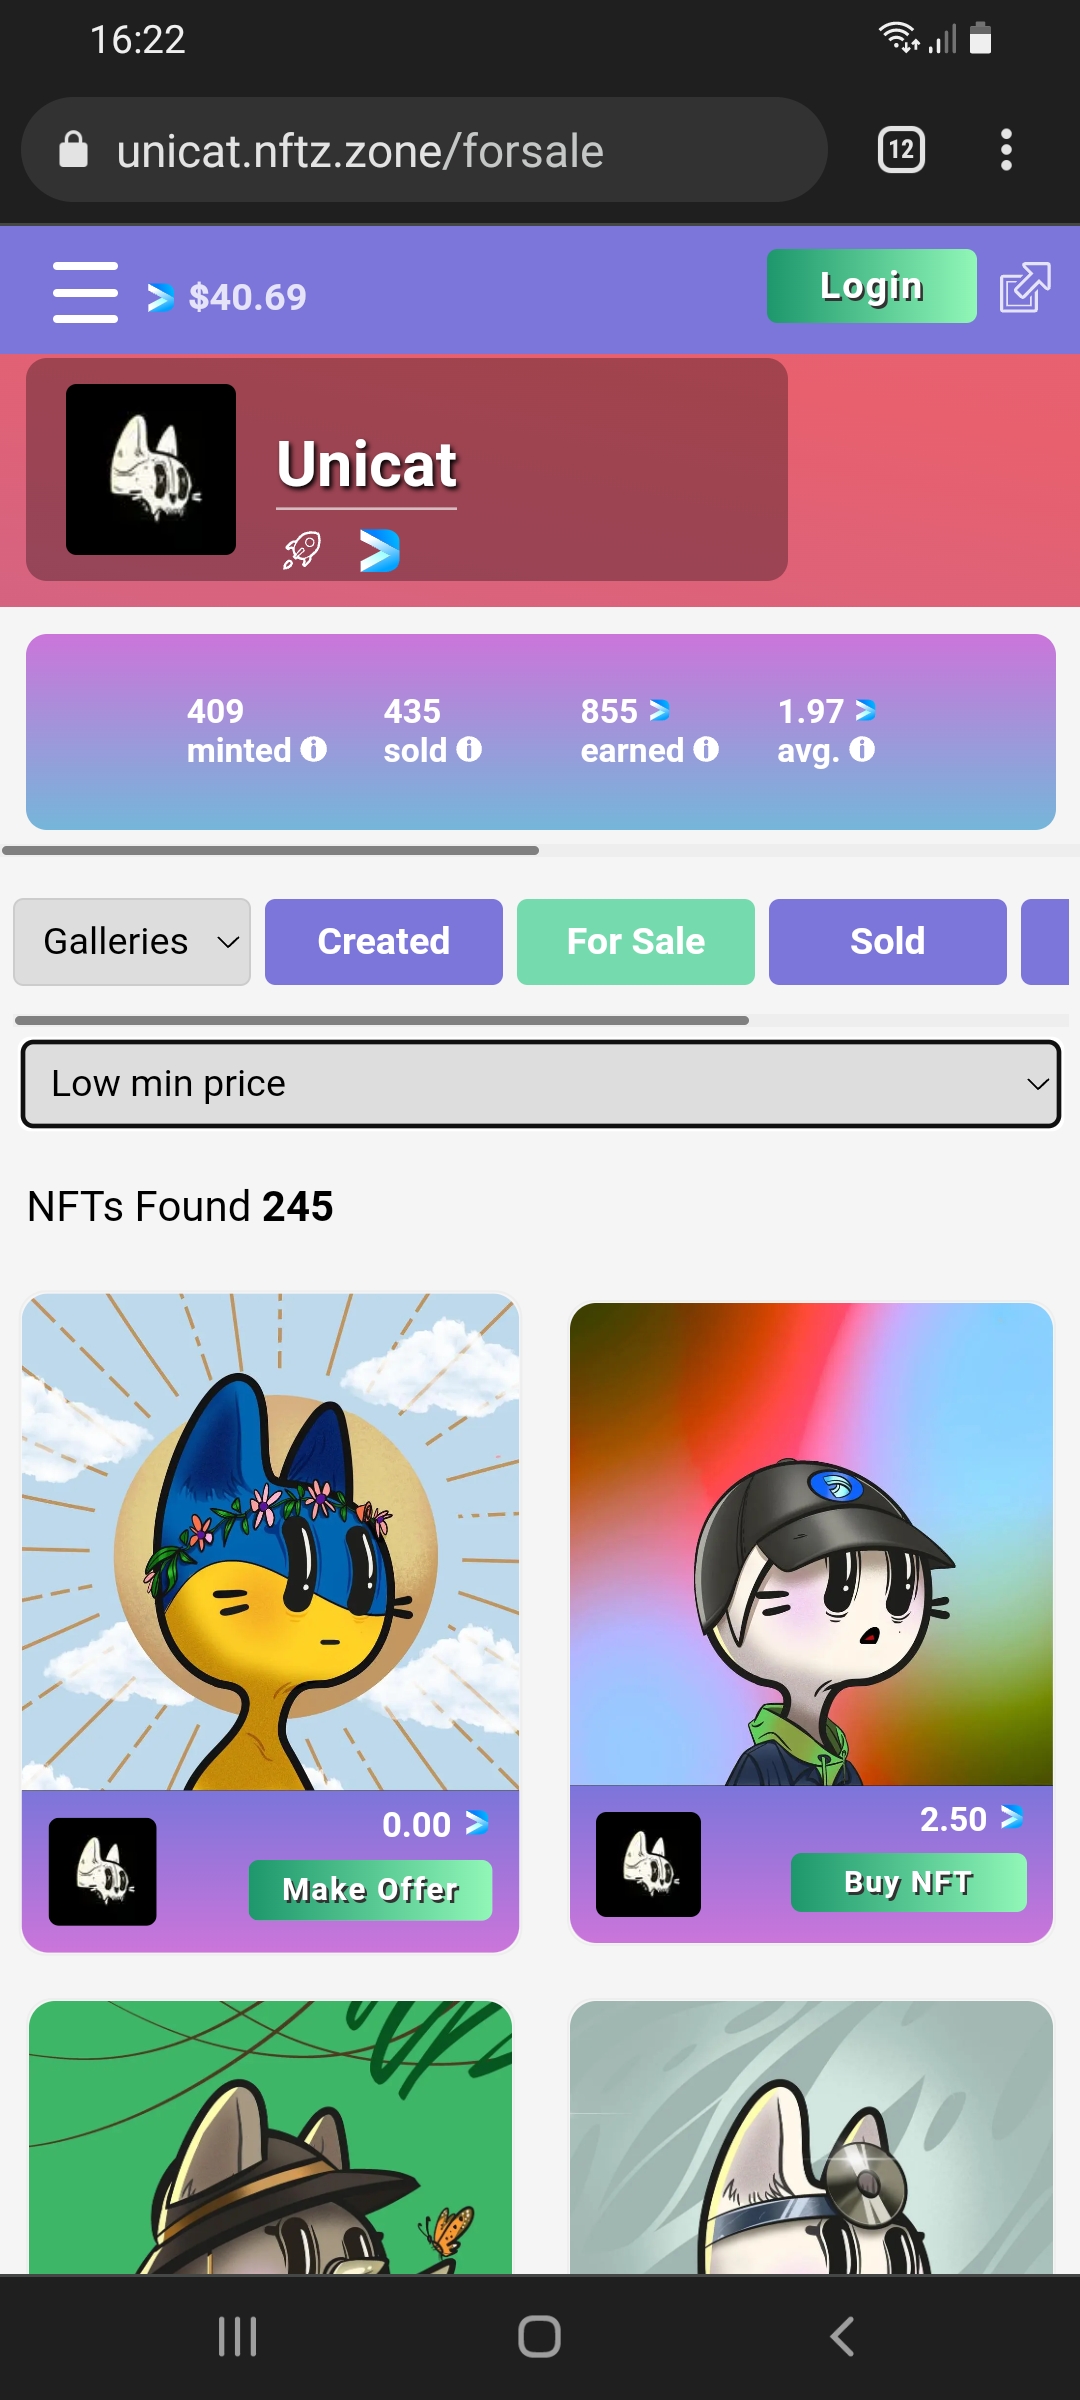 16:22
unicat.nftz.zone/forsale
12
$40.69
Login
Unicat
409 minted
435 sold
855 earned
1.97 avg.
Galleries
Created
For Sale
Sold
Low min price
NFTs Found 245
0.00
Make Offer
2.50
Buy NFT